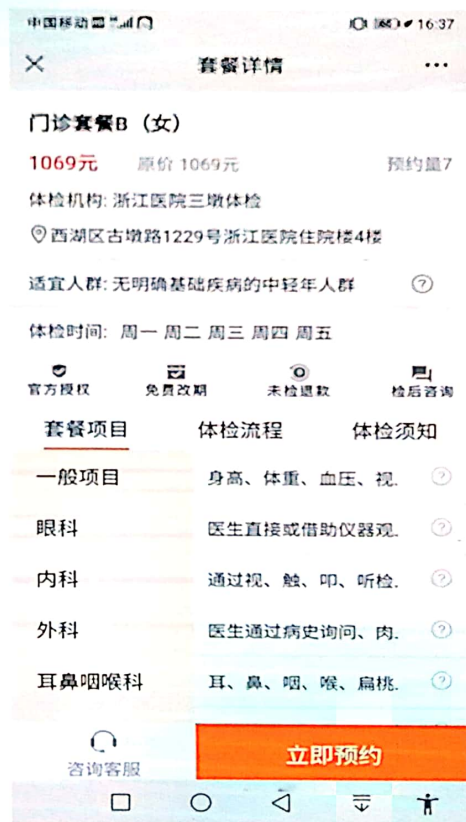 中国移动 16:37
套餐详情
门诊套餐B（女）
1069元 原价 1069元 预约量7
体检机构: 浙江医院三墩体检
西湖区古墩路1229号浙江医院住院楼4楼
适宜人群: 无明确基础疾病的中轻年人群 ?
体检时间: 周一 周二 周三 周四 周五
官方授权 免费改期 未检退款 检后咨询
套餐项目 体检流程 体检须知
一般项目 身高、体重、血压、视. ?
眼科 医生直接或借助仪器观. ?
内科 通过视、触、叩、听检. ?
外科 医生通过病史询问、肉. ?
耳鼻咽喉科 耳、鼻、咽、喉、扁桃. ?
咨询客服 立即预约